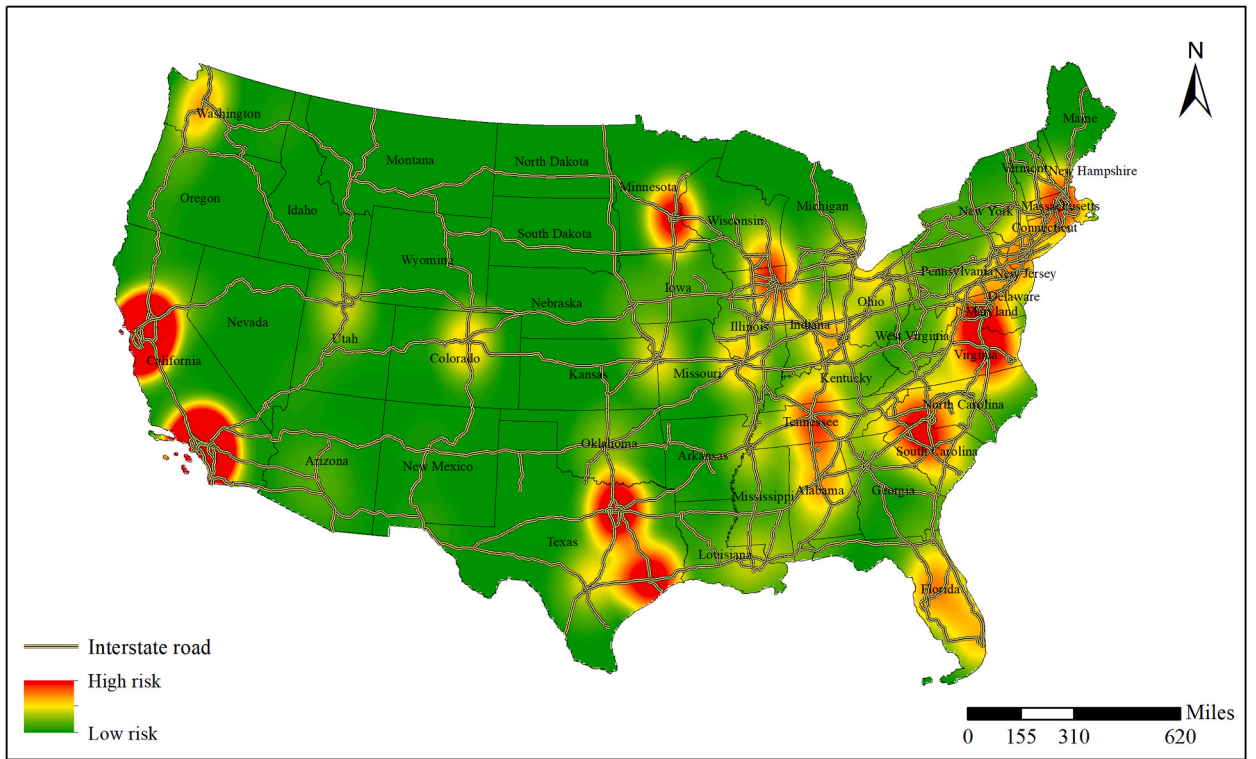 N
Washington
Maine
Montana
North Dakota
Minnesota
Vermont
New Hampshire
Oregon
Idaho
Wisconsin
Michigan
New York
Massachusetts
South Dakota
Connecticut
Wyoming
Pennsylvania
New Jersey
Iowa
Nebraska
Ohio
Delaware
Maryland
Nevada
Utah
Illinois
Indiana
West Virginia
California
Colorado
Kansas
Missouri
Kentucky
Virginia
North Carolina
Tennessee
Oklahoma
Arkansas
South Carolina
Arizona
New Mexico
Mississippi
Alabama
Georgia
Texas
Louisiana
Florida
Interstate road
High risk
Low risk
Miles
0 155 310 620